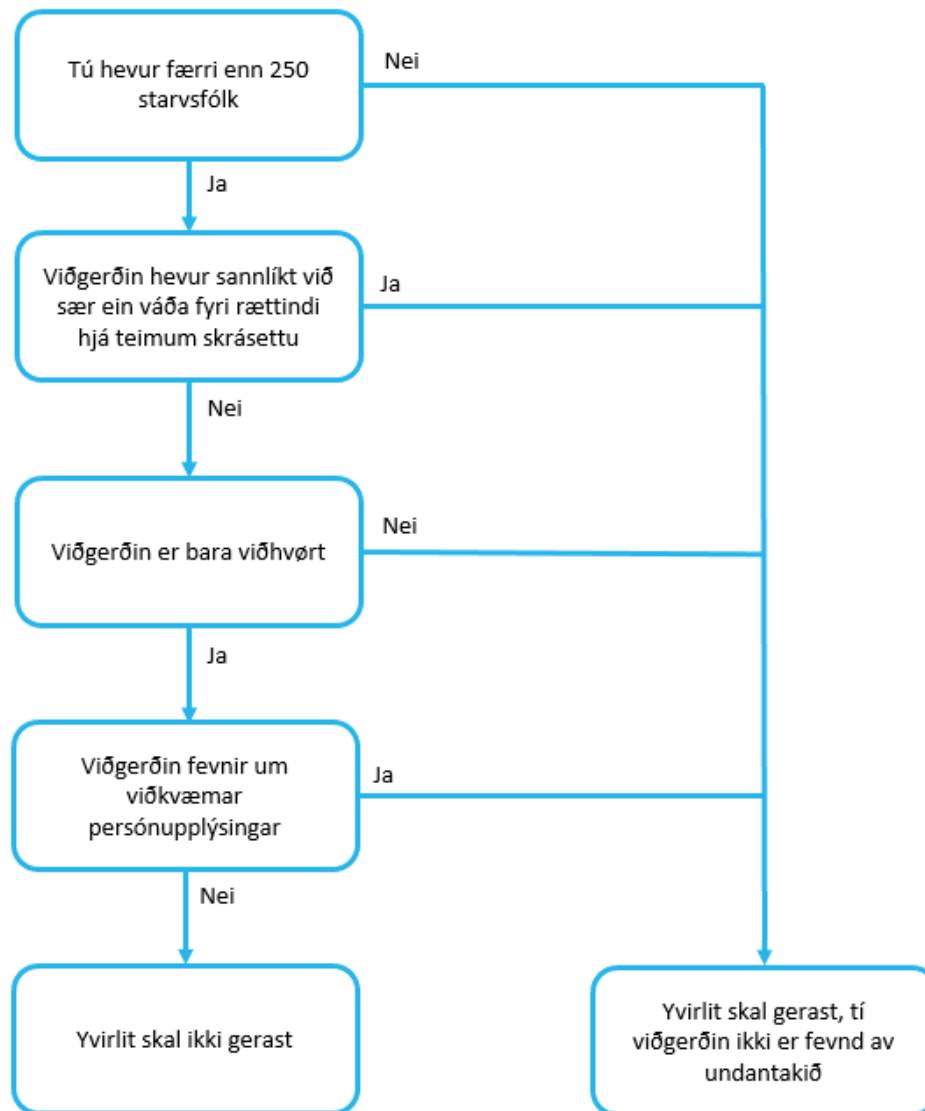 Tú hevur færri enn 250
starvsfólk
Nei
Ja
Viðgerðin hevur sannlíkt við
sær ein váða fyri rættindi
hjá teimum skrásettu
Ja
Nei
Viðgerðin er bara viðhvørt
Nei
Ja
Viðgerðin fevnir um
viðkvæmar
persónupplýsingar
Ja
Nei
Yvirlit skal ikki gerast
Yvirlit skal gerast, tí
viðgerðin ikki er fevnd av
undantakið